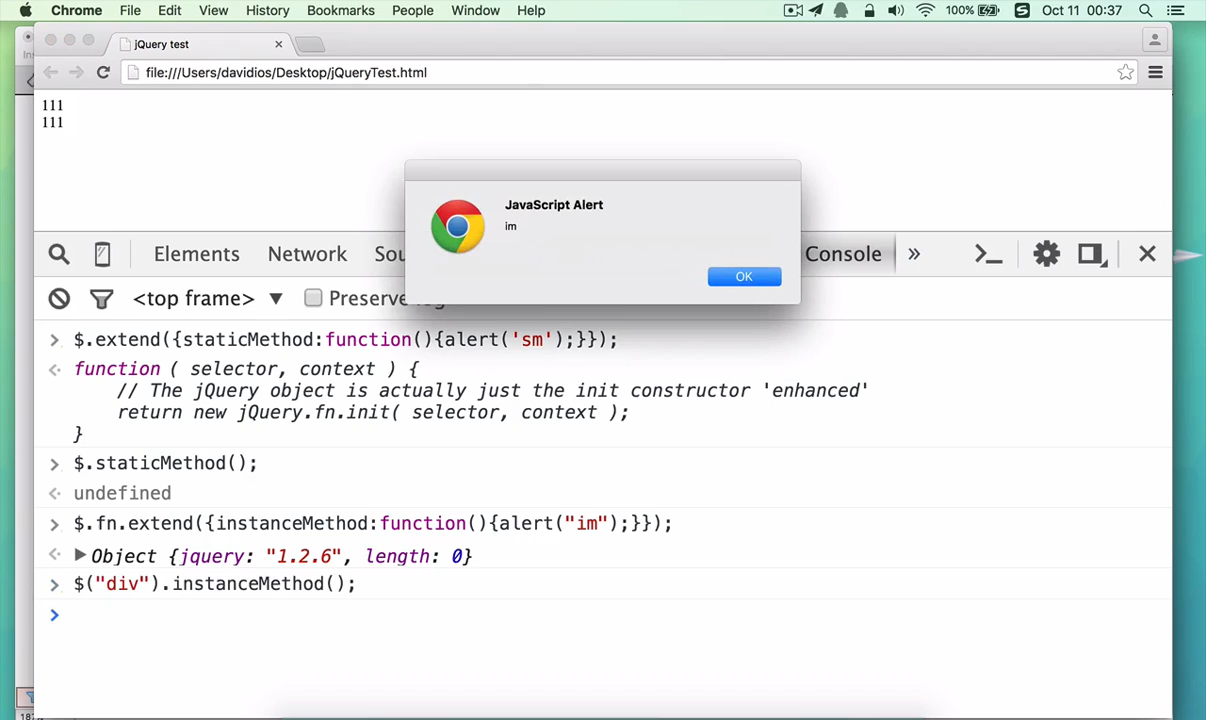 Chrome File Edit View History Bookmarks People Window Help 100% Oct 11 00:37
jQuery test
file:///Users/davidios/Desktop/jQueryTest.html
111
111
JavaScript Alert
im
OK
Elements Network Sou Console »
<top frame> ▼ Preserve log
> $.extend({staticMethod:function(){alert('sm');}});
function ( selector, context ) {
// The jQuery object is actually just the init constructor 'enhanced'
return new jQuery.fn.init( selector, context );
}
> $.staticMethod();
undefined
> $.fn.extend({instanceMethod:function(){alert("im");}});
▶Object {jquery: "1.2.6", length: 0}
> $("div").instanceMethod();
>